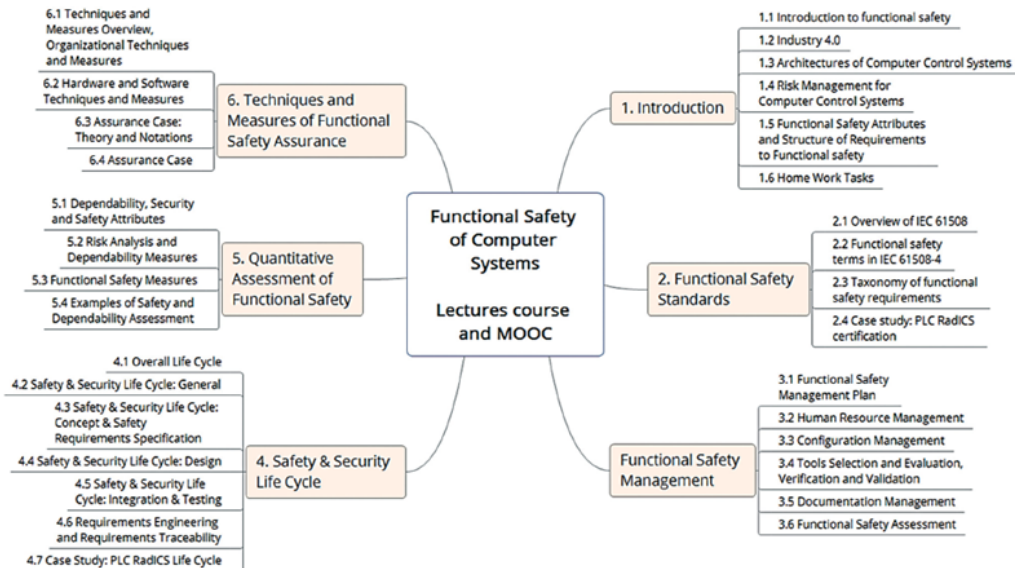 Functional Safety
of Computer
Systems
Lectures course
and MOOC
1. Introduction
1.1 Introduction to functional safety
1.2 Industry 4.0
1.3 Architectures of Computer Control Systems
1.4 Risk Management for
Computer Control Systems
1.5 Functional Safety Attributes
and Structure of Requirements
to Functional safety
1.6 Home Work Tasks
2. Functional Safety
Standards
2.1 Overview of IEC 61508
2.2 Functional safety
terms in IEC 61508-4
2.3 Taxonomy of functional
safety requirements
2.4 Case study: PLC RadICS
certification
Functional Safety
Management
3.1 Functional Safety
Management Plan
3.2 Human Resource Management
3.3 Configuration Management
3.4 Tools Selection and Evaluation,
Verification and Validation
3.5 Documentation Management
3.6 Functional Safety Assessment
4. Safety & Security
Life Cycle
4.1 Overall Life Cycle
4.2 Safety & Security Life Cycle: General
4.3 Safety & Security Life Cycle:
Concept & Safety
Requirements Specification
4.4 Safety & Security Life Cycle: Design
4.5 Safety & Security Life
Cycle: Integration & Testing
4.6 Requirements Engineering
and Requirements Traceability
4.7 Case Study: PLC RadICS Life Cycle
5. Quantitative
Assessment of
Functional Safety
5.1 Dependability, Security
and Safety Attributes
5.2 Risk Analysis and
Dependability Measures
5.3 Functional Safety Measures
5.4 Examples of Safety and
Dependability Assessment
6. Techniques and
Measures of Functional
Safety Assurance
6.1 Techniques and
Measures Overview,
Organizational Techniques
and Measures
6.2 Hardware and Software
Techniques and Measures
6.3 Assurance Case:
Theory and Notations
6.4 Assurance Case